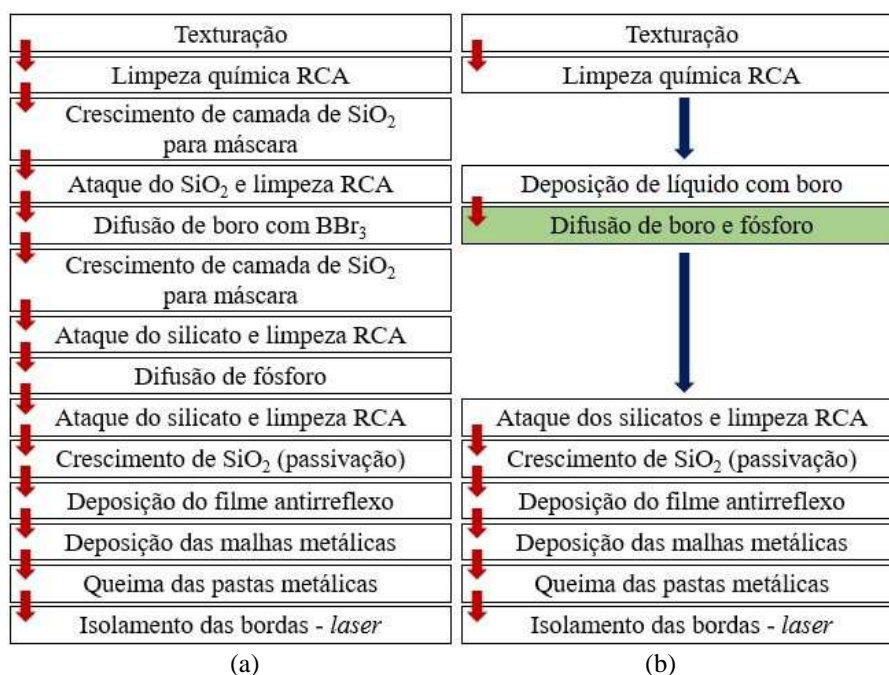 Texturação
Limpeza química RCA
Crescimento de camada de SiO₂
para máscara
Ataque do SiO₂ e limpeza RCA
Difusão de boro com BBr₃
Crescimento de camada de SiO₂
para máscara
Ataque do silicato e limpeza RCA
Difusão de fósforo
Ataque do silicato e limpeza RCA
Crescimento de SiO₂ (passivação)
Deposição do filme antirreflexo
Deposição das malhas metálicas
Queima das pastas metálicas
Isolamento das bordas - laser
(a)
Texturação
Limpeza química RCA
Deposição de líquido com boro
Difusão de boro e fósforo
Ataque dos silicatos e limpeza RCA
Crescimento de SiO₂ (passivação)
Deposição do filme antirreflexo
Deposição das malhas metálicas
Queima das pastas metálicas
Isolamento das bordas - laser
(b)